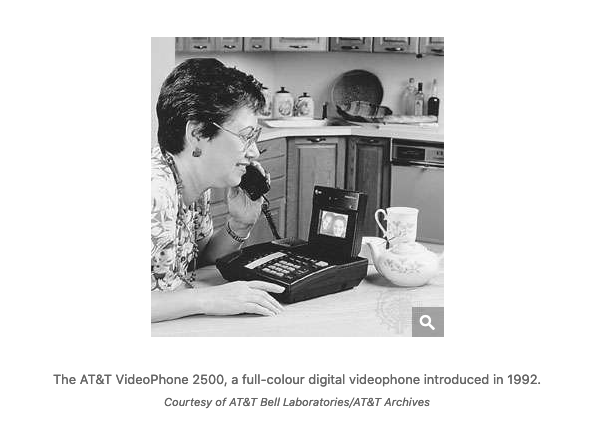 The AT&T VideoPhone 2500, a full-colour digital videophone introduced in 1992.
Courtesy of AT&T Bell Laboratories/AT&T Archives